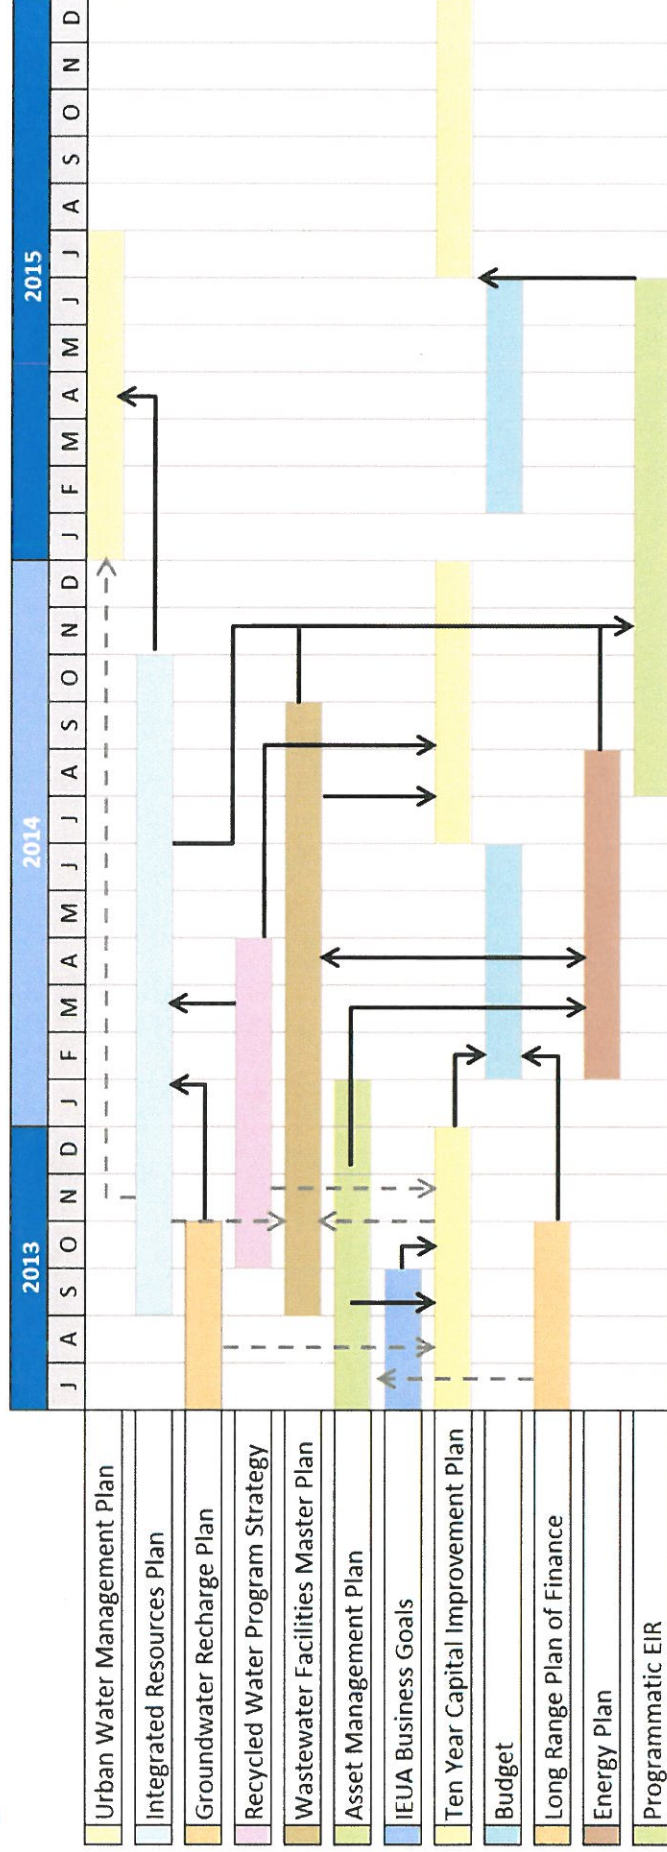 2013 2014 2015
J A S O N D J F M A M J J A S O N D J F M A M J J A S O N D
Urban Water Management Plan
Integrated Resources Plan
Groundwater Recharge Plan
Recycled Water Program Strategy
Wastewater Facilities Master Plan
Asset Management Plan
IEUA Business Goals
Ten Year Capital Improvement Plan
Budget
Long Range Plan of Finance
Energy Plan
Programmatic EIR